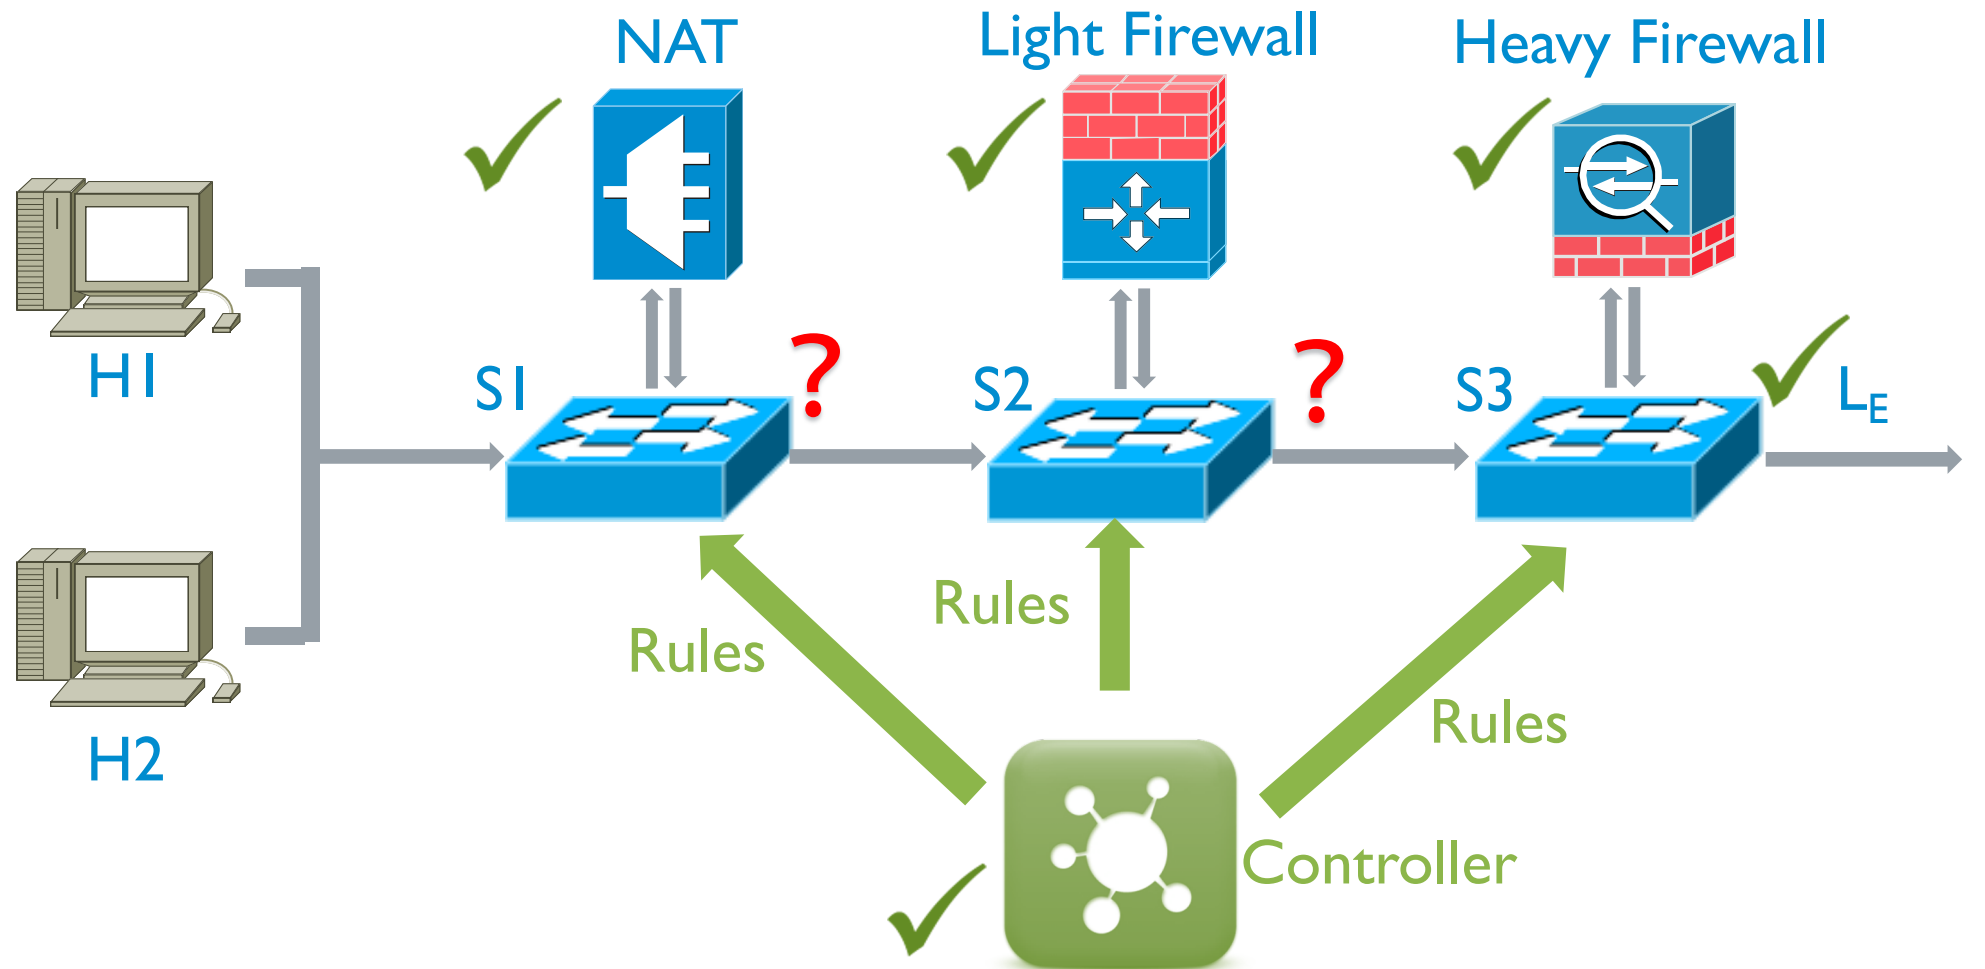 NAT
Light Firewall
Heavy Firewall
H1
S1
?
S2
?
S3
LE
Rules
Rules
Rules
H2
Controller